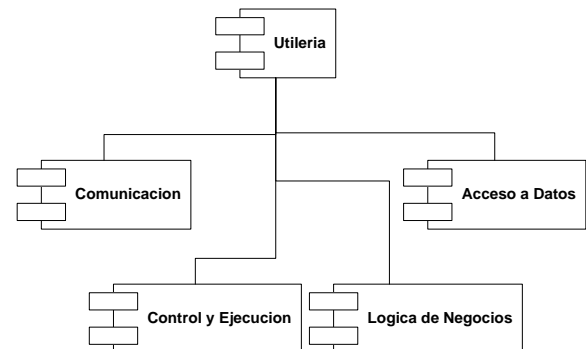 Utileria
Comunicacion
Acceso a Datos
Control y Ejecucion
Logica de Negocios